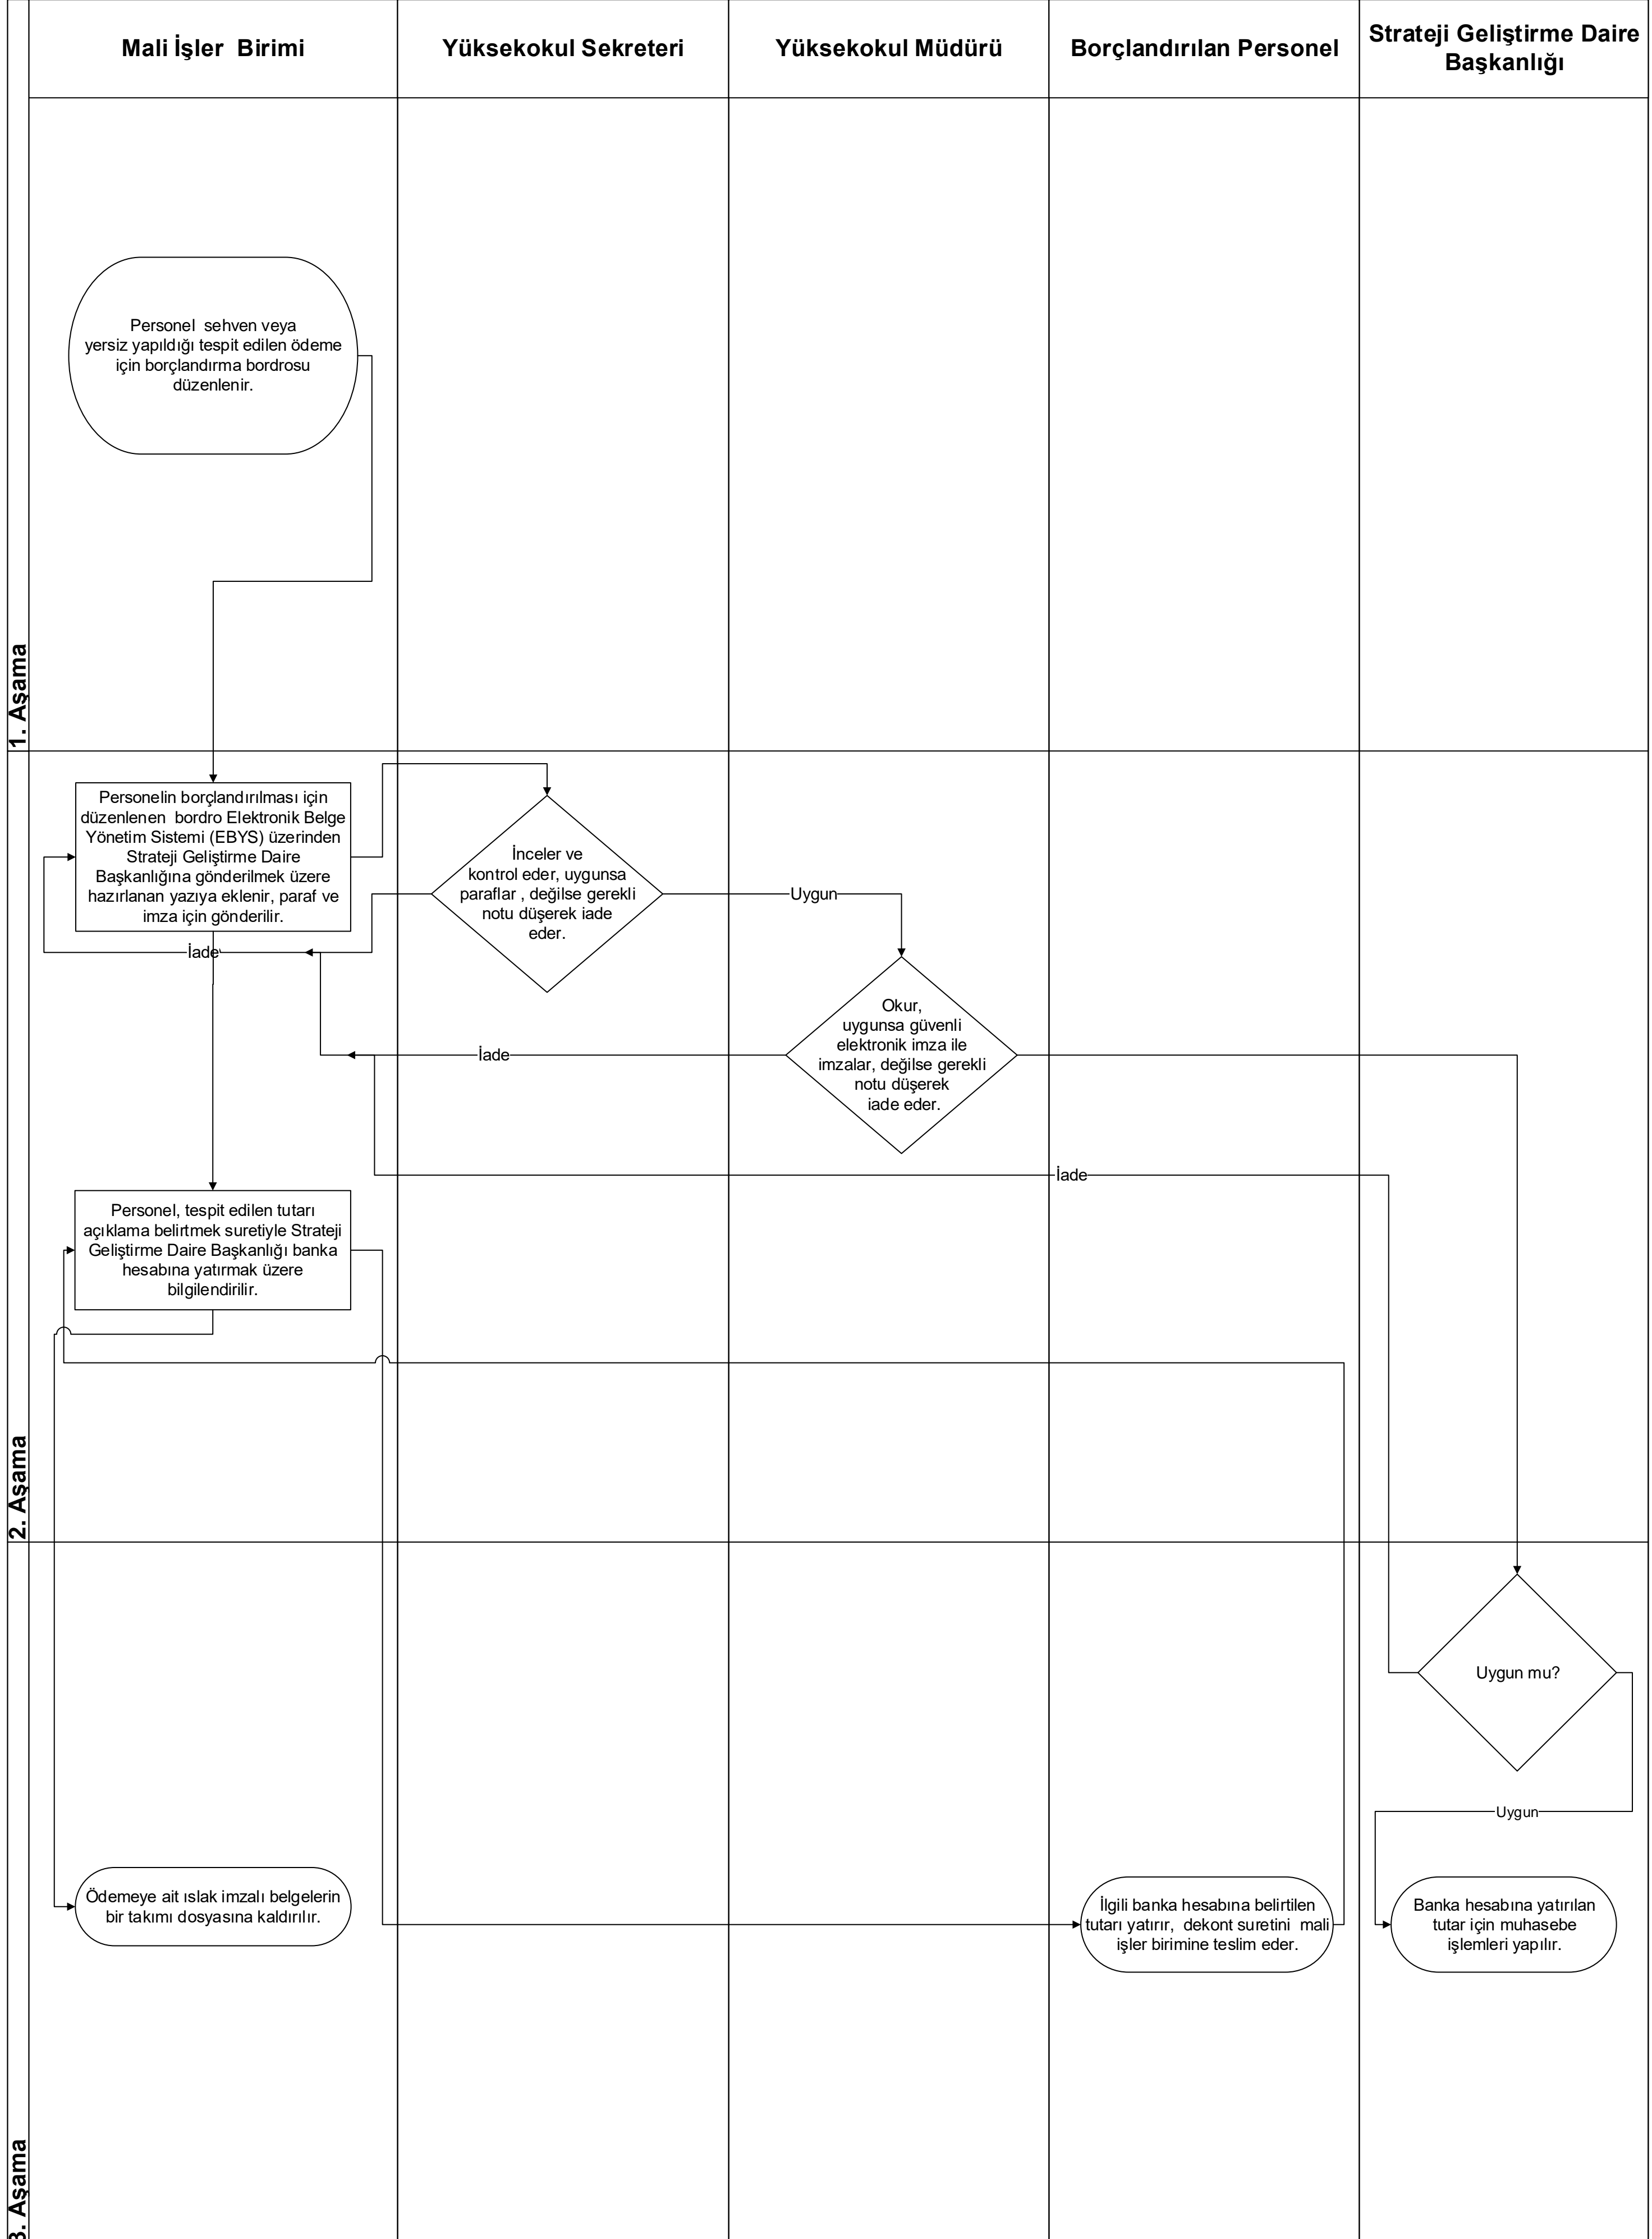 Mali İşler  Birimi
Yüksekokul Sekreteri
Yüksekokul Müdürü
Borçlandırılan Personel
Strateji Geliştirme Daire
Başkanlığı
1. Aşama
Personel  sehven veya
yersiz yapıldığı tespit edilen ödeme
için borçlandırma bordrosu
düzenlenir.
2. Aşama
Personelin borçlandırılması için
düzenlenen  bordro Elektronik Belge
Yönetim Sistemi (EBYS) üzerinden
Strateji Geliştirme Daire
Başkanlığına gönderilmek üzere
hazırlanan yazıya eklenir, paraf ve
imza için gönderilir.
İnceler ve
kontrol eder, uygunsa
paraflar , değilse gerekli
notu düşerek iade
eder.
Uygun
İade
Okur,
uygunsa güvenli
elektronik imza ile
imzalar, değilse gerekli
notu düşerek
iade eder.
İade
İade
Personel, tespit edilen tutarı
açıklama belirtmek suretiyle Strateji
Geliştirme Daire Başkanlığı banka
hesabına yatırmak üzere
bilgilendirilir.
3. Aşama
Uygun mu?
Uygun
Ödemeye ait ıslak imzalı belgelerin
bir takımı dosyasına kaldırılır.
İlgili banka hesabına belirtilen
tutarı yatırır,  dekont suretini  mali
işler birimine teslim eder.
Banka hesabına yatırılan
tutar için muhasebe
işlemleri yapılır.